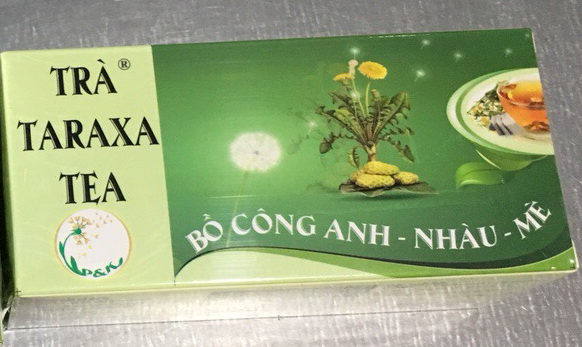 TRÀ®
TARAXA
TEA
P&K
BỒ CÔNG ANH - NHÀU - MÈ